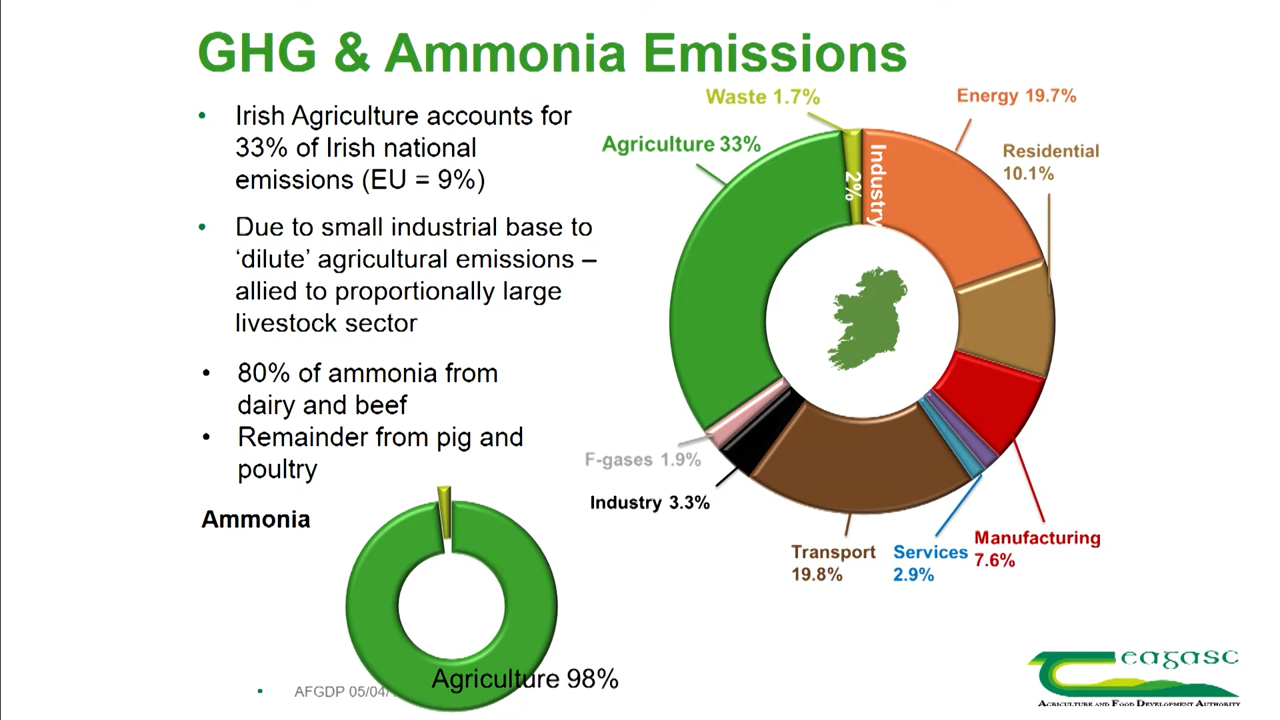 GHG & Ammonia Emissions
• Irish Agriculture accounts for
33% of Irish national
emissions (EU = 9%)
• Due to small industrial base to
‘dilute’ agricultural emissions –
allied to proportionally large
livestock sector
• 80% of ammonia from
dairy and beef
• Remainder from pig and
poultry
Ammonia
Agriculture 98%
• AFGDP 05/04/
Waste 1.7%
Energy 19.7%
Agriculture 33%
Residential
10.1%
Industry
2%
F-gases 1.9%
Industry 3.3%
Transport
19.8%
Services
2.9%
Manufacturing
7.6%
eagasc
Agriculture and Food Development Authority